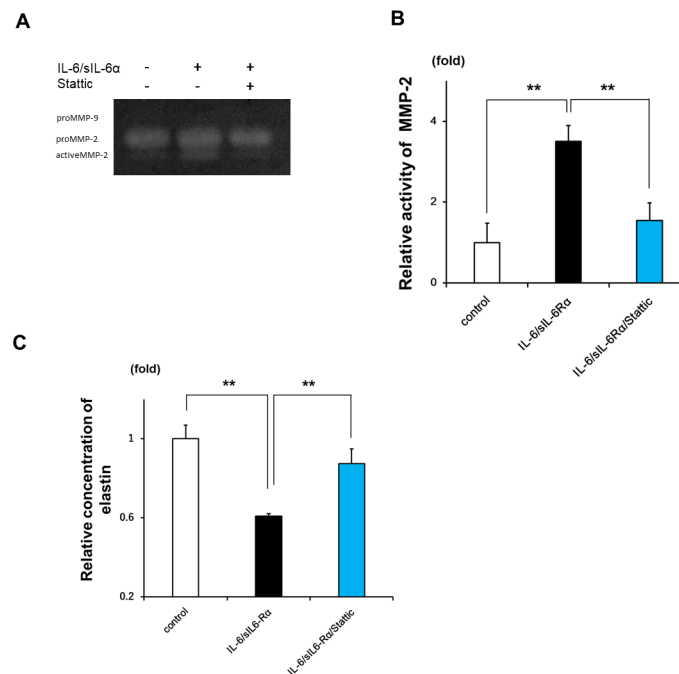 A
IL-6/sIL-6α - + +
Stattic - - +
proMMP-9
proMMP-2
activeMMP-2
B
(fold)
Relative activity of MMP-2
** **
4
2
0
control
IL-6/sIL-6Rα
IL-6/sIL-6Rα/Stattic
C
(fold)
Relative concentration of
elastin
** **
1
0.6
0.2
control
IL-6/sIL6-Rα
IL-6/sIL6-Rα/Stattic